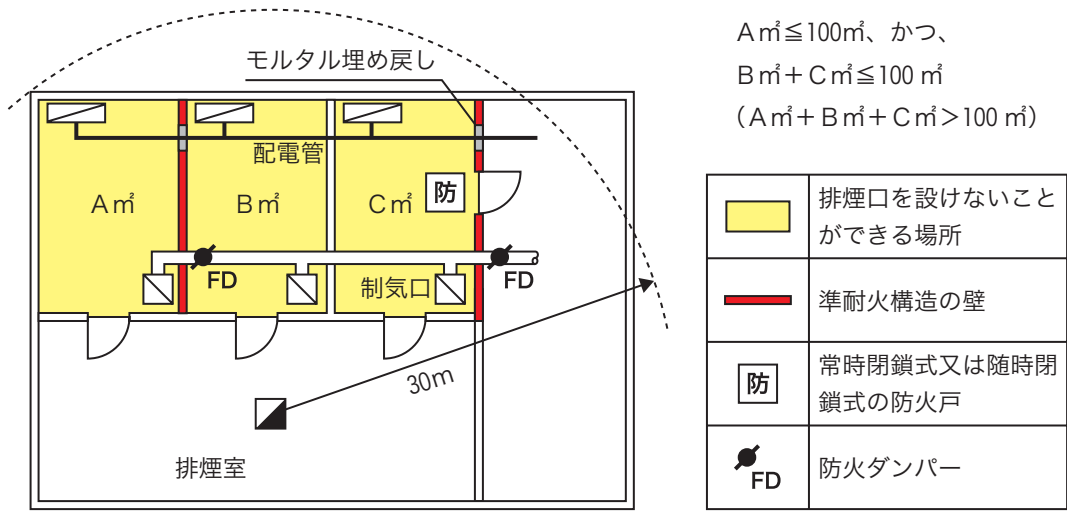 モルタル埋め戻し
配電管
A㎡
B㎡
C㎡
防
FD
FD
制気口
30m
排煙室
A㎡≦100㎡、かつ、
B㎡+C㎡≦100 ㎡
(A㎡+B㎡+C㎡>100 ㎡)
排煙口を設けないこと
ができる場所
準耐火構造の壁
防
常時閉鎖式又は随時閉
鎖式の防火戸
FD
防火ダンパー